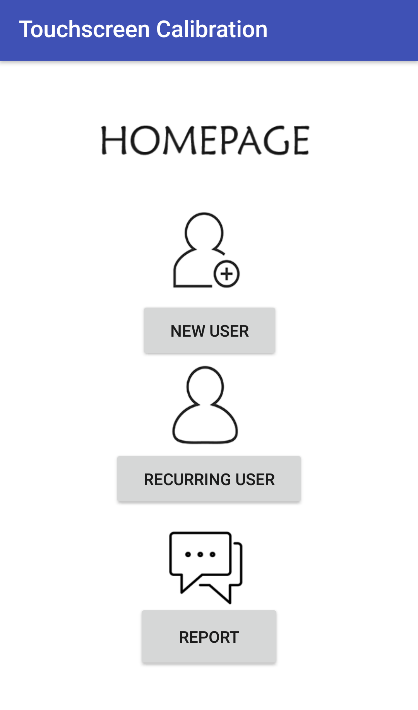 Touchscreen Calibration
HOMEPAGE
NEW USER
RECURRING USER
REPORT